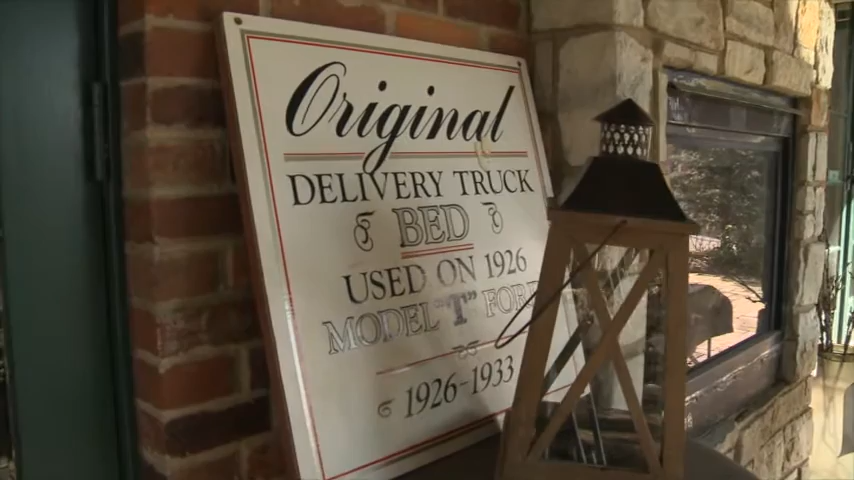 Original
DELIVERY TRUCK
BED
USED ON 1926
MODEL "T" FORD
1926-1933